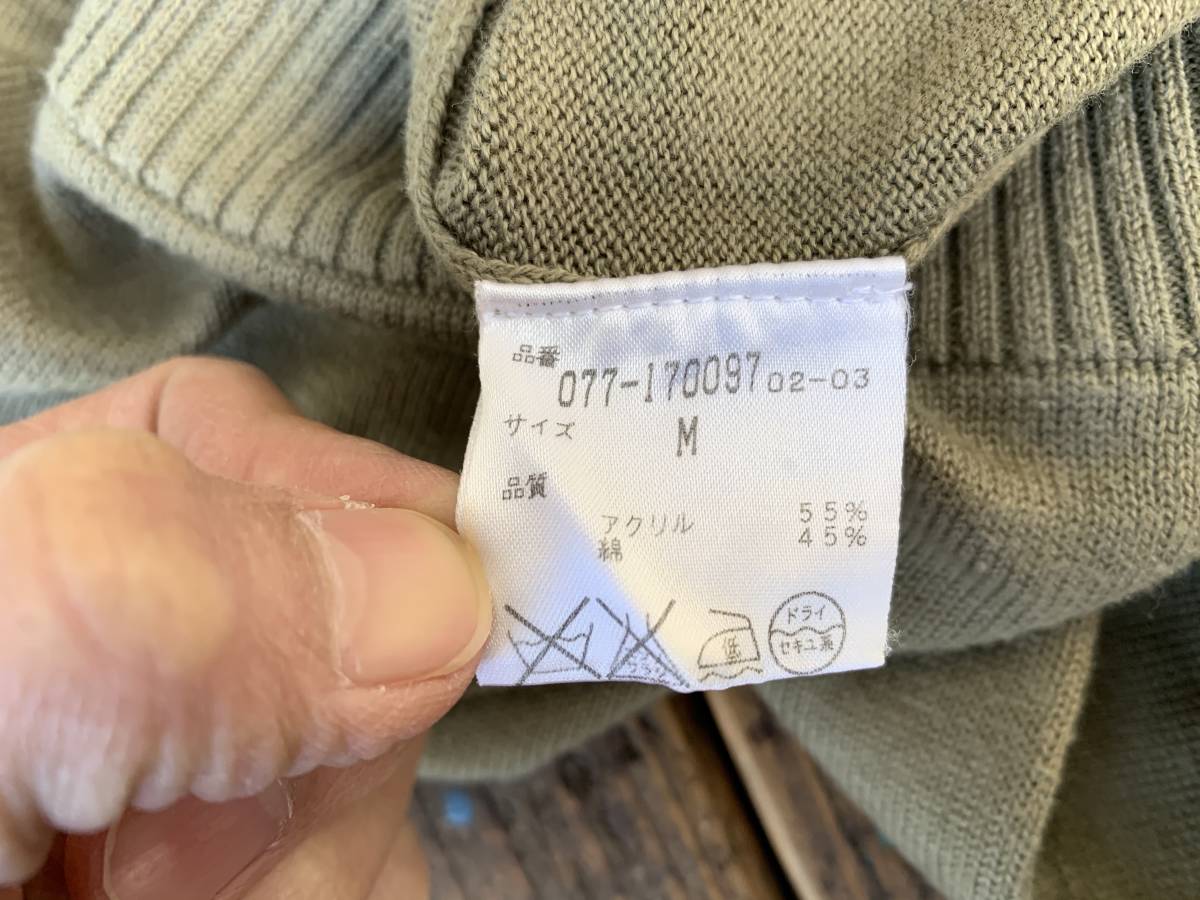 品番
077-170097 02-03
サイズ M
品質
アクリル 55%
綿 45%
低
ドライ
セキユ系